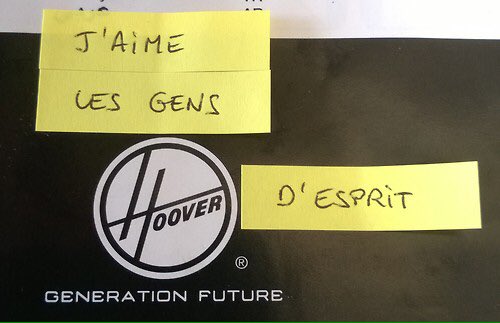 J'AIME
LES GENS
HOOVER
D'ESPRIT
®
GENERATION FUTURE